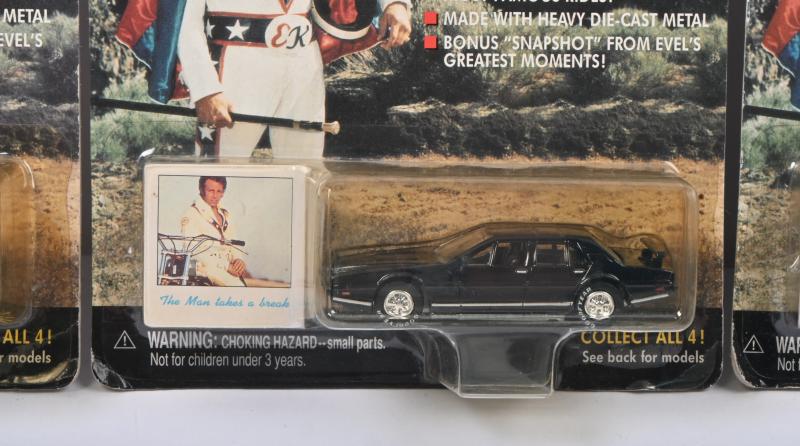 METAL
EVEL'S
EK
MADE WITH HEAVY DIE-CAST METAL
BONUS "SNAPSHOT" FROM EVEL'S
GREATEST MOMENTS!
The Man takes a break
ALL 4!
models
WARNING: CHOKING HAZARD--small parts.
Not for children under 3 years.
COLLECT ALL 4!
See back for models